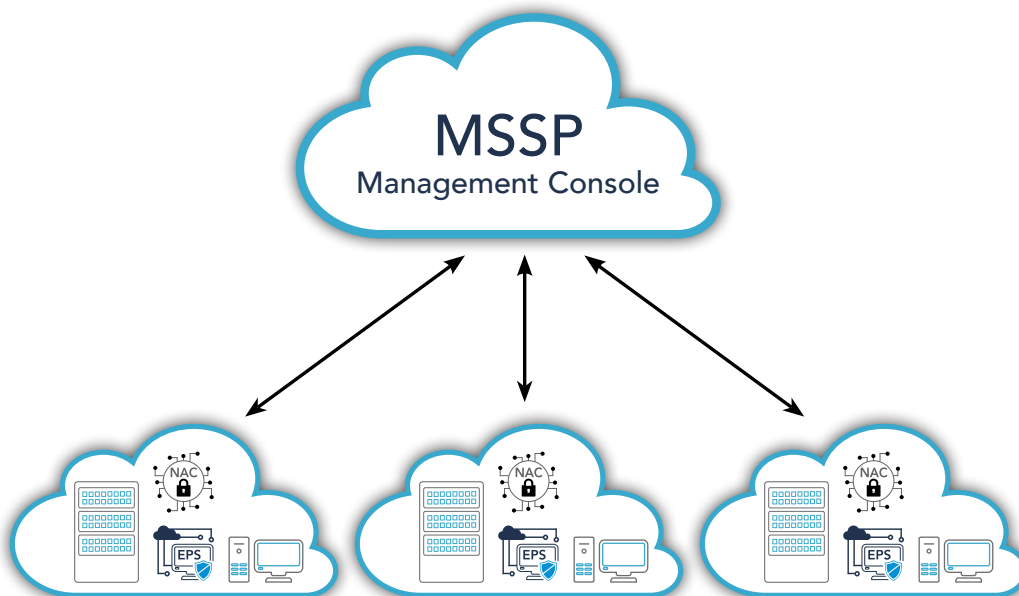 MSSP
Management Console
NAC
NAC
NAC
EPS
EPS
EPS